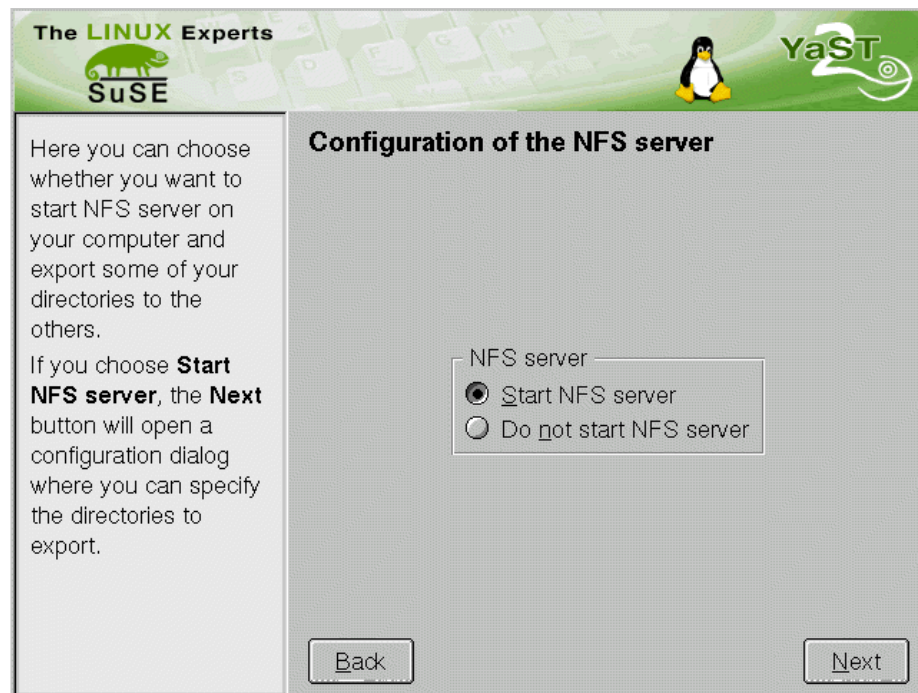 The LINUX Experts
SuSE
YaST
2
Here you can choose
whether you want to
start NFS server on
your computer and
export some of your
directories to the
others.
If you choose Start
NFS server, the Next
button will open a
configuration dialog
where you can specify
the directories to
export.
Configuration of the NFS server
NFS server
Start NFS server
Do not start NFS server
Back
Next